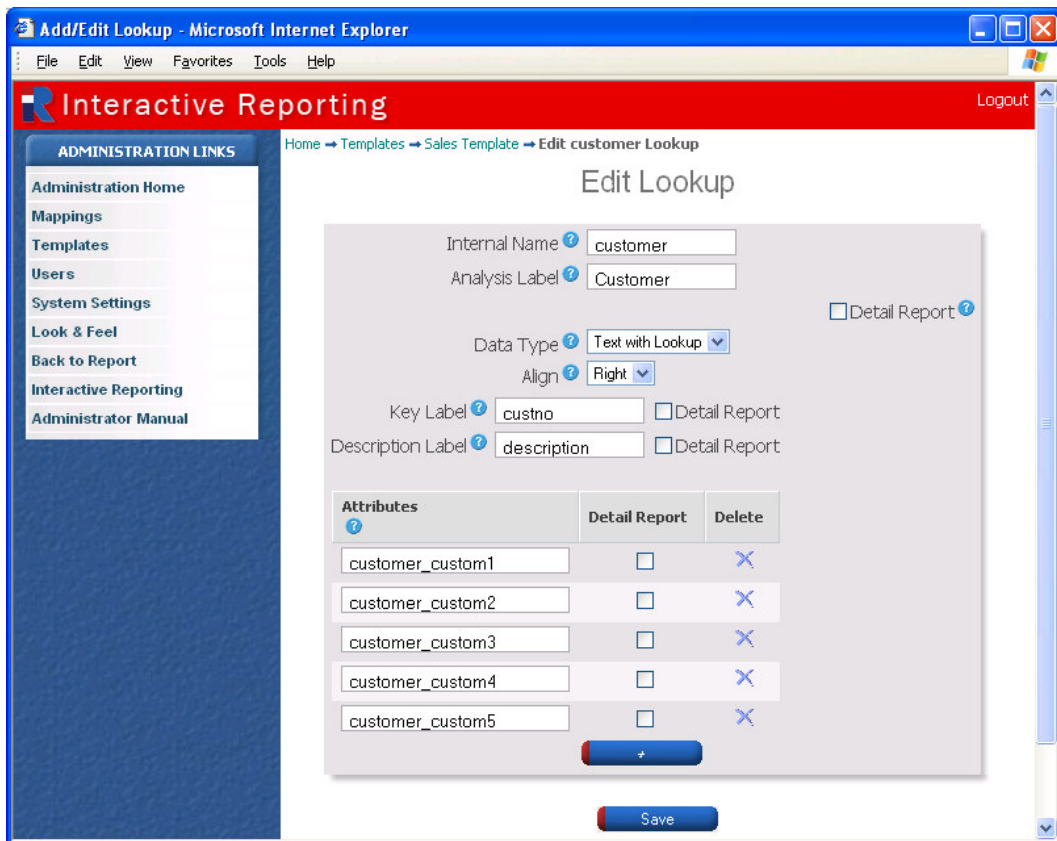 Add/Edit Lookup - Microsoft Internet Explorer
File Edit View Favorites Tools Help
Interactive Reporting
Logout
ADMINISTRATION LINKS
Administration Home
Mappings
Templates
Users
System Settings
Look & Feel
Back to Report
Interactive Reporting
Administrator Manual
Home → Templates → Sales Template → Edit customer Lookup
Edit Lookup
Internal Name ? customer
Analysis Label ? Customer
Detail Report ?
Data Type ? Text with Lookup
Align ? Right
Key Label ? custno Detail Report
Description Label ? description Detail Report
Attributes ? Detail Report Delete
customer_custom1
customer_custom2
customer_custom3
customer_custom4
customer_custom5
+
Save